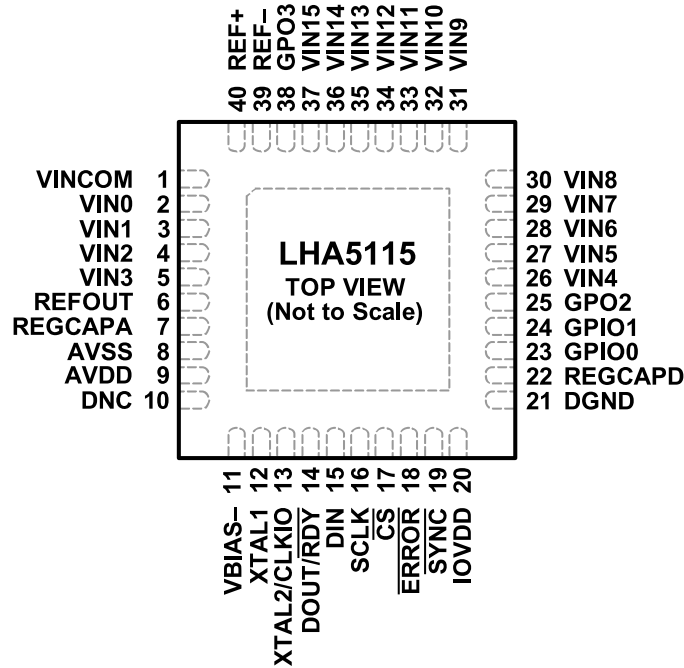 REF+
REF–
GPO3
VIN15
VIN14
VIN13
VIN12
VIN11
VIN10
VIN9
40
39
38
37
36
35
34
33
32
31
VINCOM 1
VIN0 2
VIN1 3
VIN2 4
VIN3 5
REFOUT 6
REGCAPA 7
AVSS 8
AVDD 9
DNC 10
LHA5115
TOP VIEW
(Not to Scale)
30 VIN8
29 VIN7
28 VIN6
27 VIN5
26 VIN4
25 GPO2
24 GPIO1
23 GPIO0
22 REGCAPD
21 DGND
11
12
13
14
15
16
17
18
19
20
VBIAS–
XTAL1
XTAL2/CLKIO
DOUT/RDY
DIN
SCLK
CS
ERROR
SYNC
IOVDD